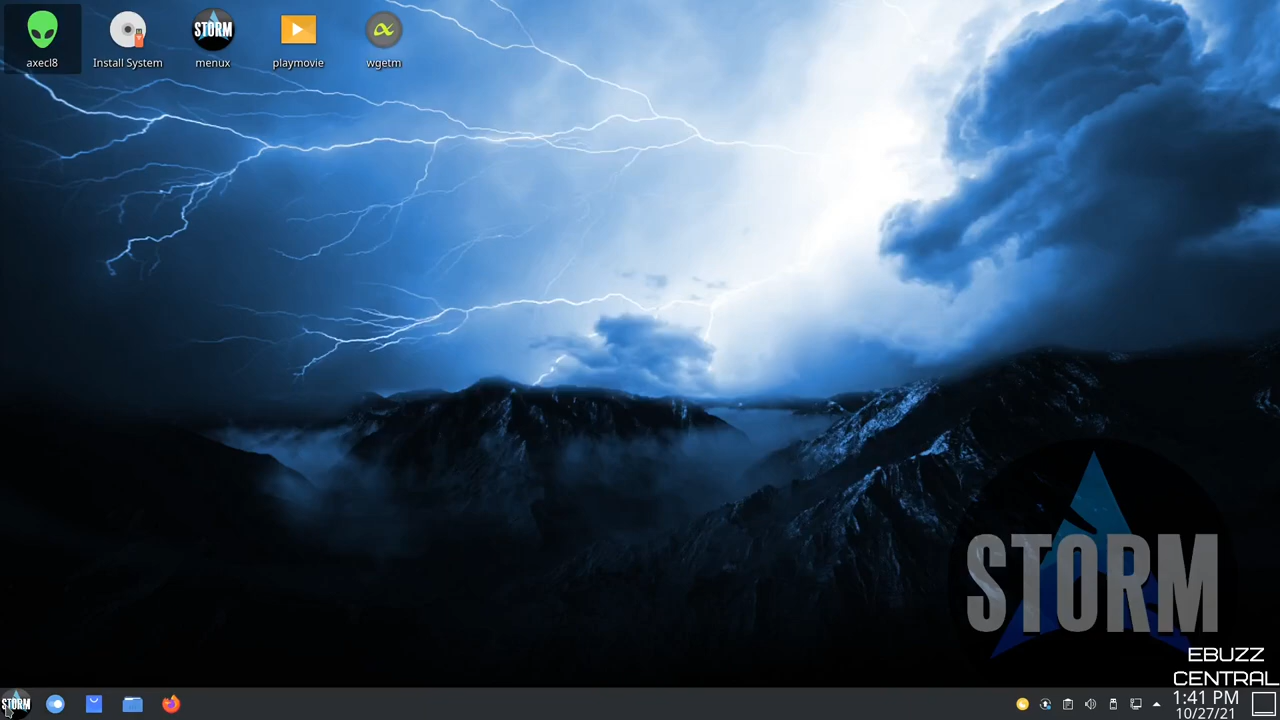 STORM
axecl8
Install System
menux
playmovie
wgetm
STORM
EBUZZ
CENTRAL
STORM
1:41 PM
10/27/21